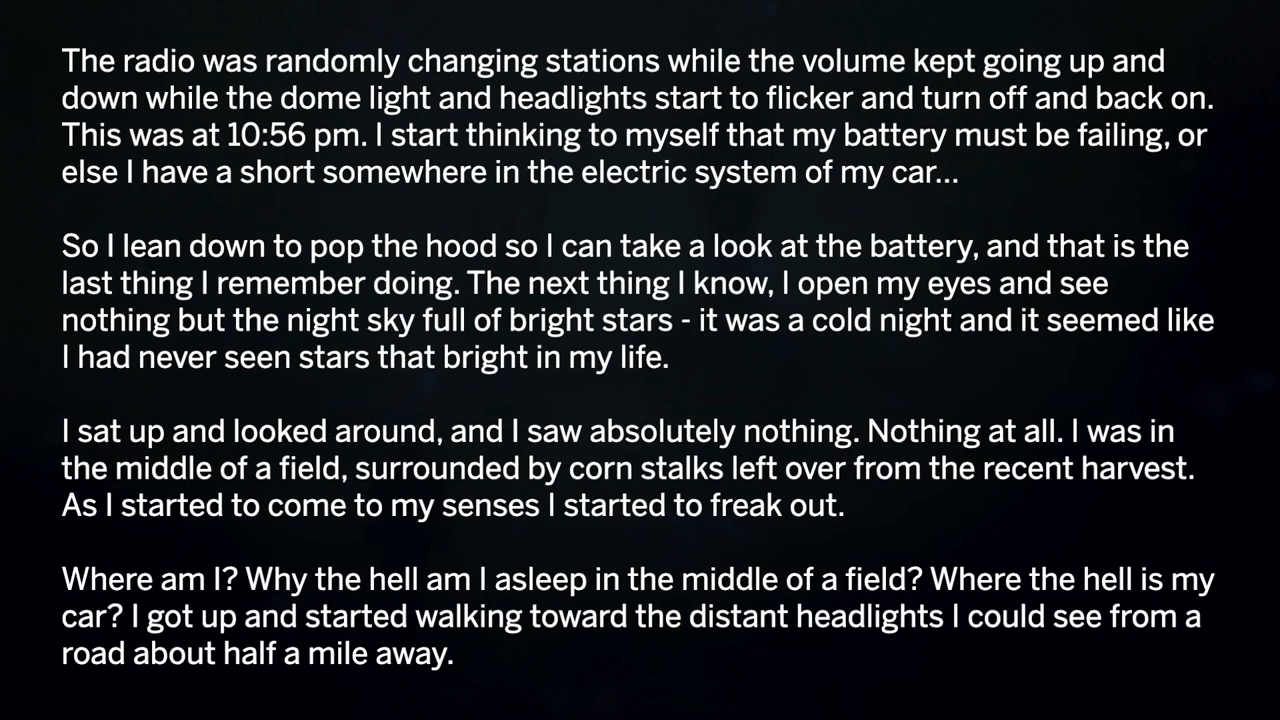 The radio was randomly changing stations while the volume kept going up and
down while the dome light and headlights start to flicker and turn off and back on.
This was at 10:56 pm. I start thinking to myself that my battery must be failing, or
else I have a short somewhere in the electric system of my car...
So I lean down to pop the hood so I can take a look at the battery, and that is the
last thing I remember doing. The next thing I know, I open my eyes and see
nothing but the night sky full of bright stars - it was a cold night and it seemed like
I had never seen stars that bright in my life.
I sat up and looked around, and I saw absolutely nothing. Nothing at all. I was in
the middle of a field, surrounded by corn stalks left over from the recent harvest.
As I started to come to my senses I started to freak out.
Where am I? Why the hell am I asleep in the middle of a field? Where the hell is my
car? I got up and started walking toward the distant headlights I could see from a
road about half a mile away.